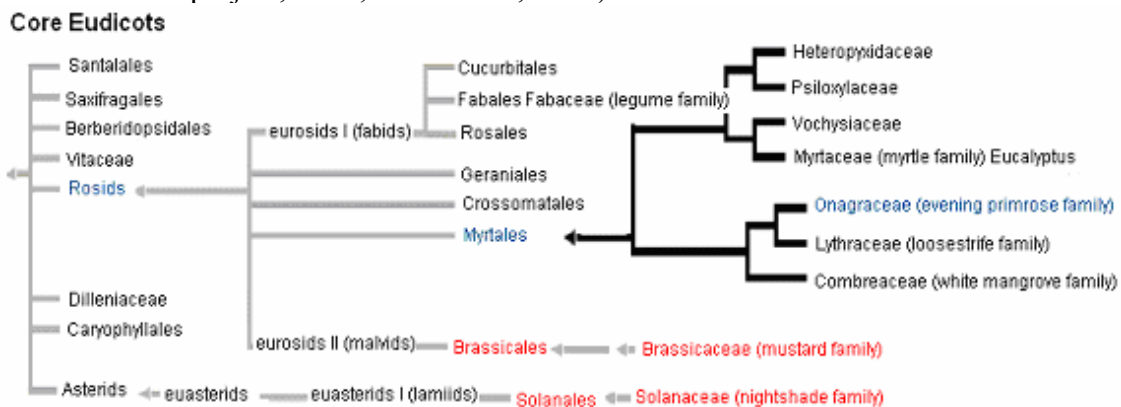 Core Eudicots
Santalales
Saxifragales
Berberidopsidales
Vitaceae
Rosids
Dilleniaceae
Caryophyllales
Asterids
euasterids
euasterids I (lamiids)
Solanales
Solanaceae (nightshade family)
eurosids I (fabids)
Cucurbitales
Fabales Fabaceae (legume family)
Rosales
Geraniales
Crossomatales
Myrtales
eurosids II (malvids)
Brassicales
Brassicaceae (mustard family)
Heteropyxidaceae
Psiloxylaceae
Vochysiaceae
Myrtaceae (myrtle family) Eucalyptus
Onagraceae (evening primrose family)
Lythraceae (loosestrife family)
Combreaceae (white mangrove family)